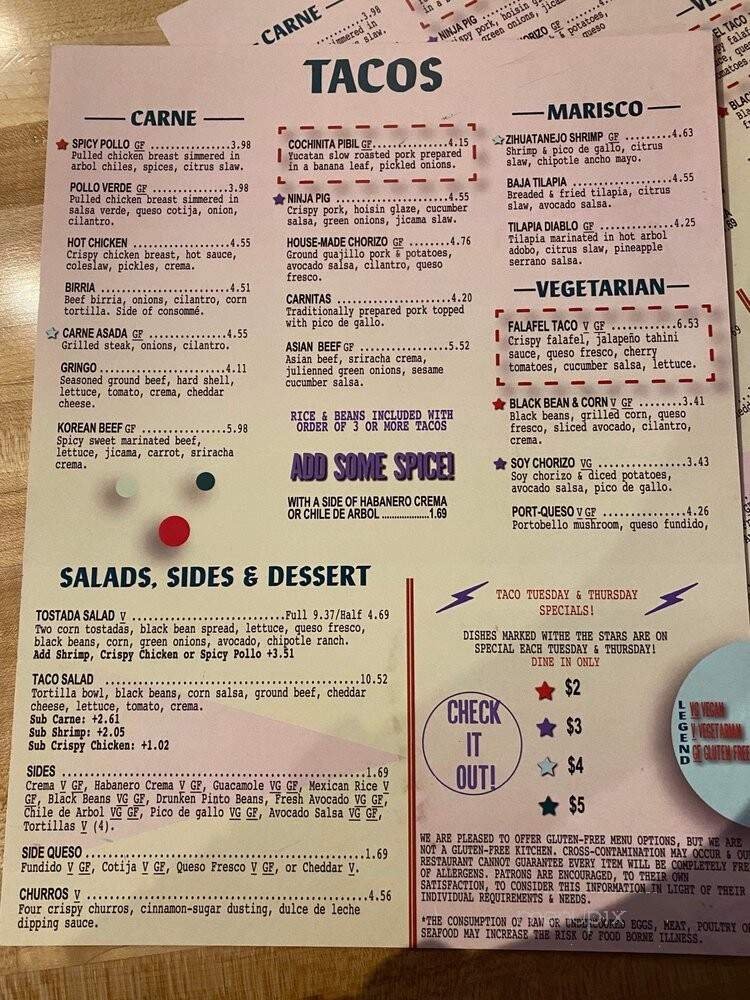 TACOS
CARNE
SPICY POLLO GF ................3.98
Pulled chicken breast simmered in
arbol chiles, spices, citrus slaw.
POLLO VERDE GF ................3.98
Pulled chicken breast simmered in
salsa verde, queso cotija, onion,
cilantro.
HOT CHICKEN ...................4.55
Crispy chicken breast, hot sauce,
coleslaw, pickles, crema.
BIRRIA ........................4.51
Beef birria, onions, cilantro, corn
tortilla. Side of consommé.
CARNE ASADA GF ................4.55
Grilled steak, onions, cilantro.
GRINGO........................4.11
Seasoned ground beef, hard shell,
lettuce, tomato, crema, cheddar
cheese.
KOREAN BEEF GF ................5.98
Spicy sweet marinated beef,
lettuce, jicama, carrot, sriracha
crema.
COCHINITA PIBIL GF..............4.15
Yucatan slow roasted pork prepared
in a banana leaf, pickled onions.
NINJA PIG .....................4.55
Crispy pork, hoisin glaze, cucumber
salsa, green onions, jicama slaw.
HOUSE-MADE CHORIZO GF .........4.76
Ground guajillo pork & potatoes,
avocado salsa, cilantro, queso
fresco.
CARNITAS ......................4.20
Traditionally prepared pork topped
with pico de gallo.
ASIAN BEEF GF .................5.52
Asian beef, sriracha crema,
julienned green onions, sesame
cucumber salsa.
RICE & BEANS INCLUDED WITH
ORDER OF 3 OR MORE TACOS
ADD SOME SPICE!
WITH A SIDE OF HABANERO CREMA
OR CHILE DE ARBOL ..................1.69
MARISCO
ZIHUATANEJO SHRIMP GF .........4.63
Shrimp & pico de gallo, citrus
slaw, chipotle ancho mayo.
BAJA TILAPIA ..................4.55
Breaded & fried tilapia, citrus
slaw, avocado salsa.
TILAPIA DIABLO GF .............4.25
Tilapia marinated in hot arbol
adobo, citrus slaw, pineapple
serrano salsa.
VEGETARIAN
FALAFEL TACO V GF .............6.53
Crispy falafel, jalapeño tahini
sauce, queso fresco, cherry
tomatoes, cucumber salsa, lettuce.
BLACK BEAN & CORN V GF ........3.41
Black beans, grilled corn, queso
fresco, sliced avocado, cilantro,
crema.
SOY CHORIZO VG ................3.43
Soy chorizo & diced potatoes,
avocado salsa, pico de gallo.
PORT-QUESO V GF ...............4.26
Portobello mushroom, queso fundido,
SALADS, SIDES & DESSERT
TOSTADA SALAD V ..........................Full 9.37/Half 4.69
Two corn tostadas, black bean spread, lettuce, queso fresco,
black beans, corn, green onions, avocado, chipotle ranch.
Add Shrimp, Crispy Chicken or Spicy Pollo +3.51
TACO SALAD ..........................................10.52
Tortilla bowl, black beans, corn salsa, ground beef, cheddar
cheese, lettuce, tomato, crema.
Sub Carne: +2.61
Sub Shrimp: +2.05
Sub Crispy Chicken: +1.02
SIDES .................................................1.69
Crema V GF, Habanero Crema V GF, Guacamole VG GF, Mexican Rice V
GF, Black Beans VG GF, Drunken Pinto Beans, Fresh Avocado VG GF,
Chile de Arbol VG GF, Pico de gallo VG GF, Avocado Salsa VG GF,
Tortillas V (4).
SIDE QUESO ............................................1.69
Fundido V GF, Cotija V GF, Queso Fresco V GF, or Cheddar V.
CHURROS V .............................................4.56
Four crispy churros, cinnamon-sugar dusting, dulce de leche
dipping sauce.
TACO TUESDAY & THURSDAY
SPECIALS!
DISHES MARKED WITHE THE STARS ARE ON
SPECIAL EACH TUESDAY & THURSDAY!
DINE IN ONLY
CHECK
IT
OUT!
$2
$3
$4
$5
LEGEND
VG VEGAN
V VEGETARIAN
GF GLUTEN FREE
WE ARE PLEASED TO OFFER GLUTEN-FREE MENU OPTIONS, BUT WE ARE
NOT A GLUTEN-FREE KITCHEN. CROSS-CONTAMINATION MAY OCCUR & OU
RESTAURANT CANNOT GUARANTEE EVERY ITEM WILL BE COMPLETELY FRE
OF ALLERGENS. PATRONS ARE ENCOURAGED, TO THEIR OWN
SATISFACTION, TO CONSIDER THIS INFORMATION IN LIGHT OF THEIR
INDIVIDUAL REQUIREMENTS & NEEDS.
*THE CONSUMPTION OF RAW OR UNDERCOOKED EGGS, MEAT, POULTRY O
SEAFOOD MAY INCREASE THE RISK OF FOOD BORNE ILLNESS.
CARNE
3.98
NINJA PIG